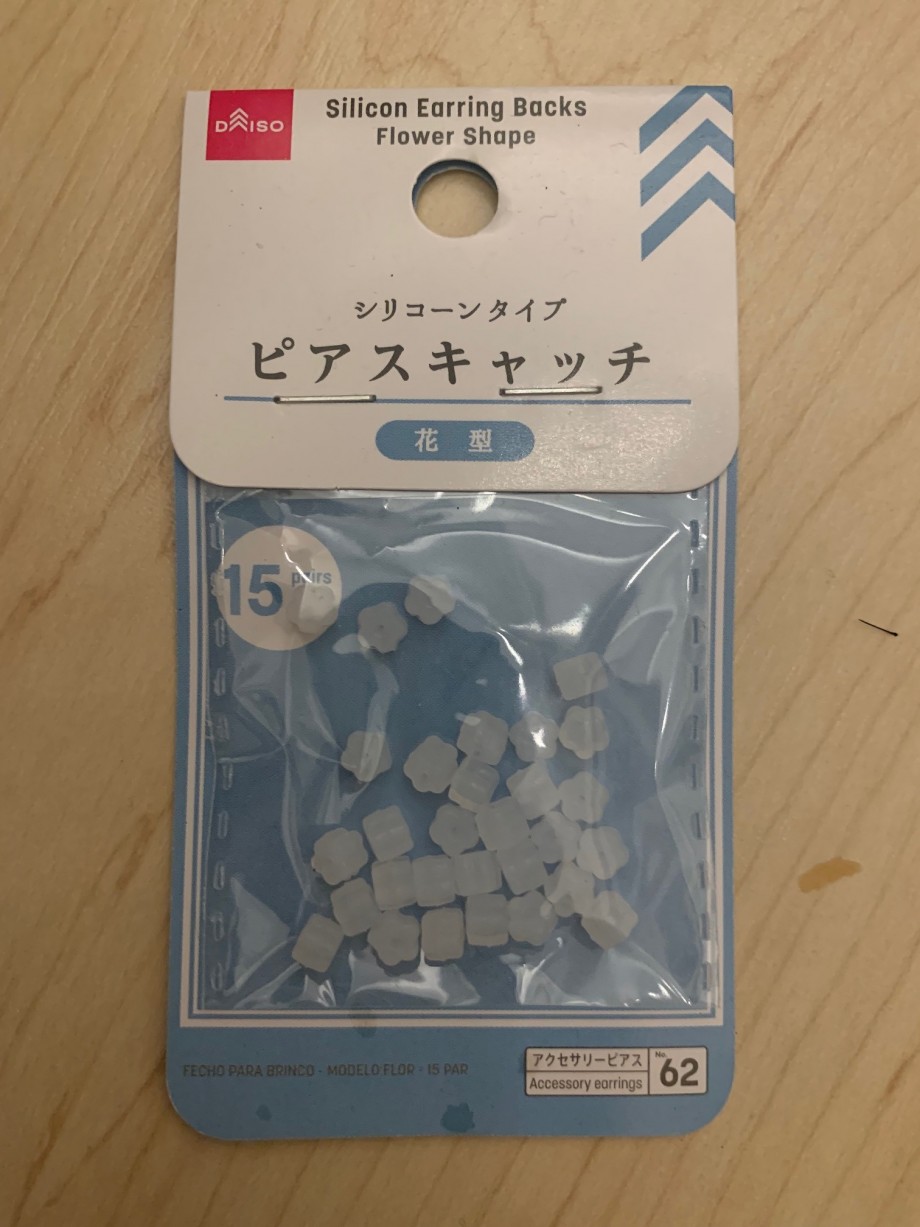 DAISO
Silicon Earring Backs
Flower Shape
シリコーンタイプ
ピアスキャッチ
花型
15 pairs
FECHO PARA BRINCO - MODELO FLOR - 15 PAR
アクセサリーピアス
Accessory earrings
No. 62